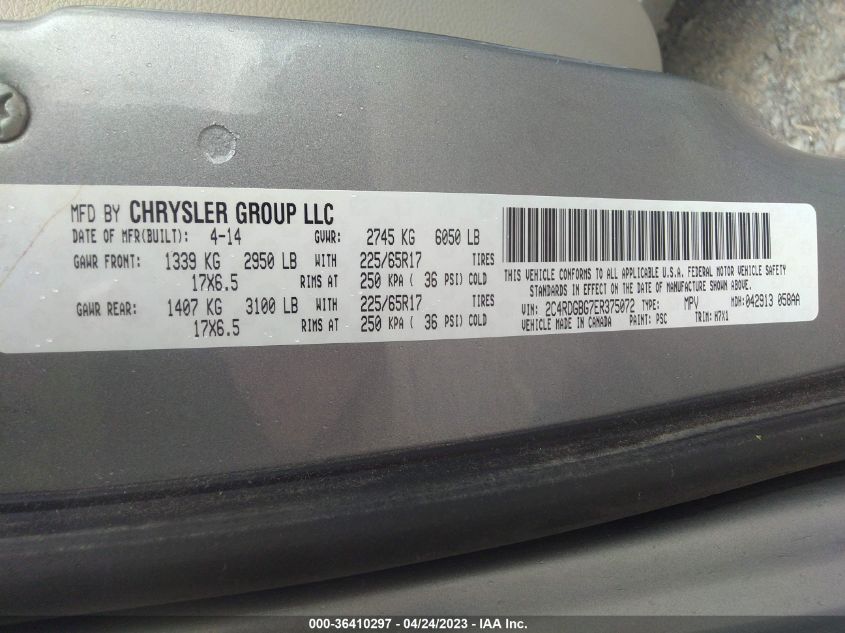 MFD BY CHRYSLER GROUP LLC
DATE OF MFR(BUILT): 4-14 GVWR: 2745 KG 6050 LB
GAWR FRONT: 1339 KG 2950 LB WITH 225/65R17 TIRES
17X6.5 RIMS AT 250 KPA ( 36 PSI) COLD
GAWR REAR: 1407 KG 3100 LB WITH 225/65R17 TIRES
17X6.5 RIMS AT 250 KPA ( 36 PSI) COLD
THIS VEHICLE CONFORMS TO ALL APPLICABLE U.S.A. FEDERAL MOTOR VEHICLE SAFETY
STANDARDS IN EFFECT ON THE DATE OF MANUFACTURE SHOWN ABOVE.
VIN: 2C4RDGBG7ER375072 TYPE: MPV MDH: 042913 058AA
VEHICLE MADE IN CANADA PAINT: PSC TRIM: H7X1
000-36410297 - 04/24/2023 - IAA Inc.